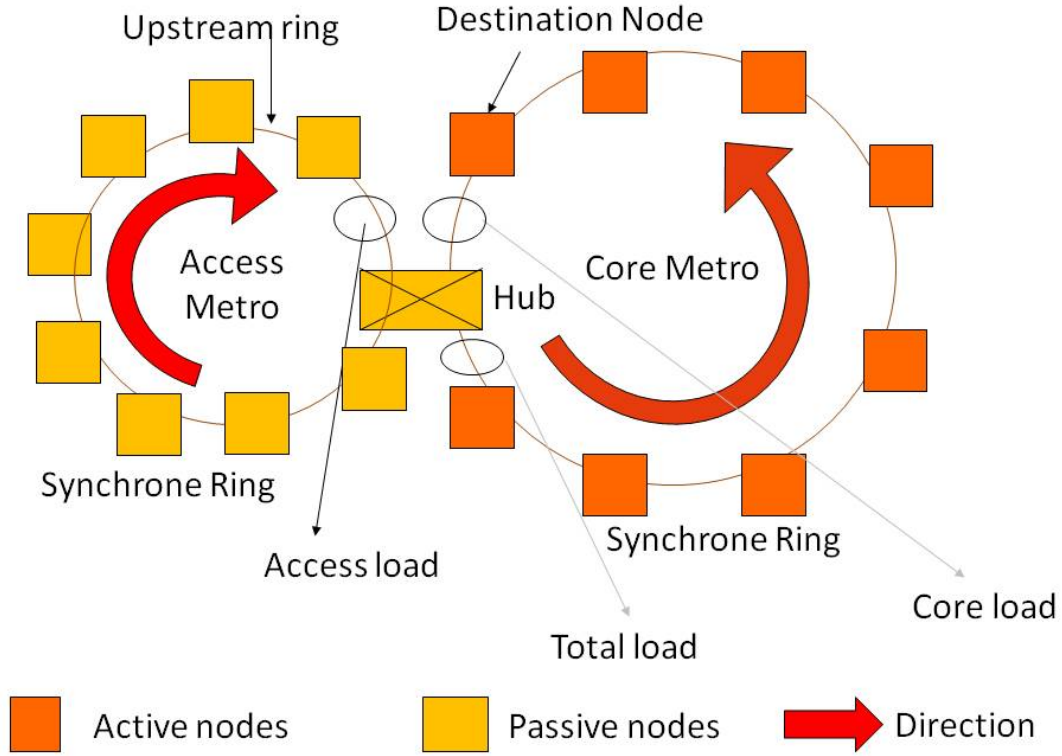 Upstream ring
Destination Node
Access
Metro
Core Metro
Hub
Synchrone Ring
Synchrone Ring
Access load
Core load
Total load
Active nodes
Passive nodes
Direction